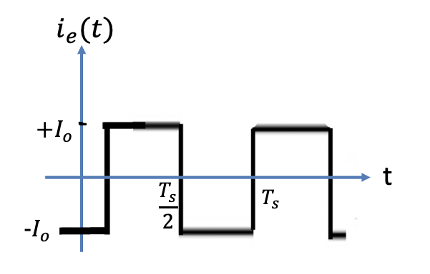 i_e(t)
+I_o
t
T_s
T_s/2
-I_o